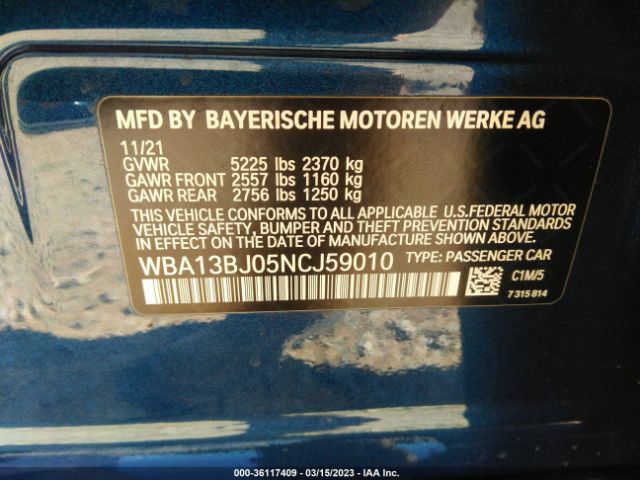 MFD BY BAYERISCHE MOTOREN WERKE AG
11/21
GVWR 5225 lbs 2370 kg
GAWR FRONT 2557 lbs 1160 kg
GAWR REAR 2756 lbs 1250 kg
THIS VEHICLE CONFORMS TO ALL APPLICABLE U.S.FEDERAL MOTOR
VEHICLE SAFETY, BUMPER AND THEFT PREVENTION STANDARDS
IN EFFECT ON THE DATE OF MANUFACTURE SHOWN ABOVE.
WBA13BJ05NCJ59010 TYPE: PASSENGER CAR
C1M/5
7315814
000-36117409 - 03/15/2023 - IAA Inc.